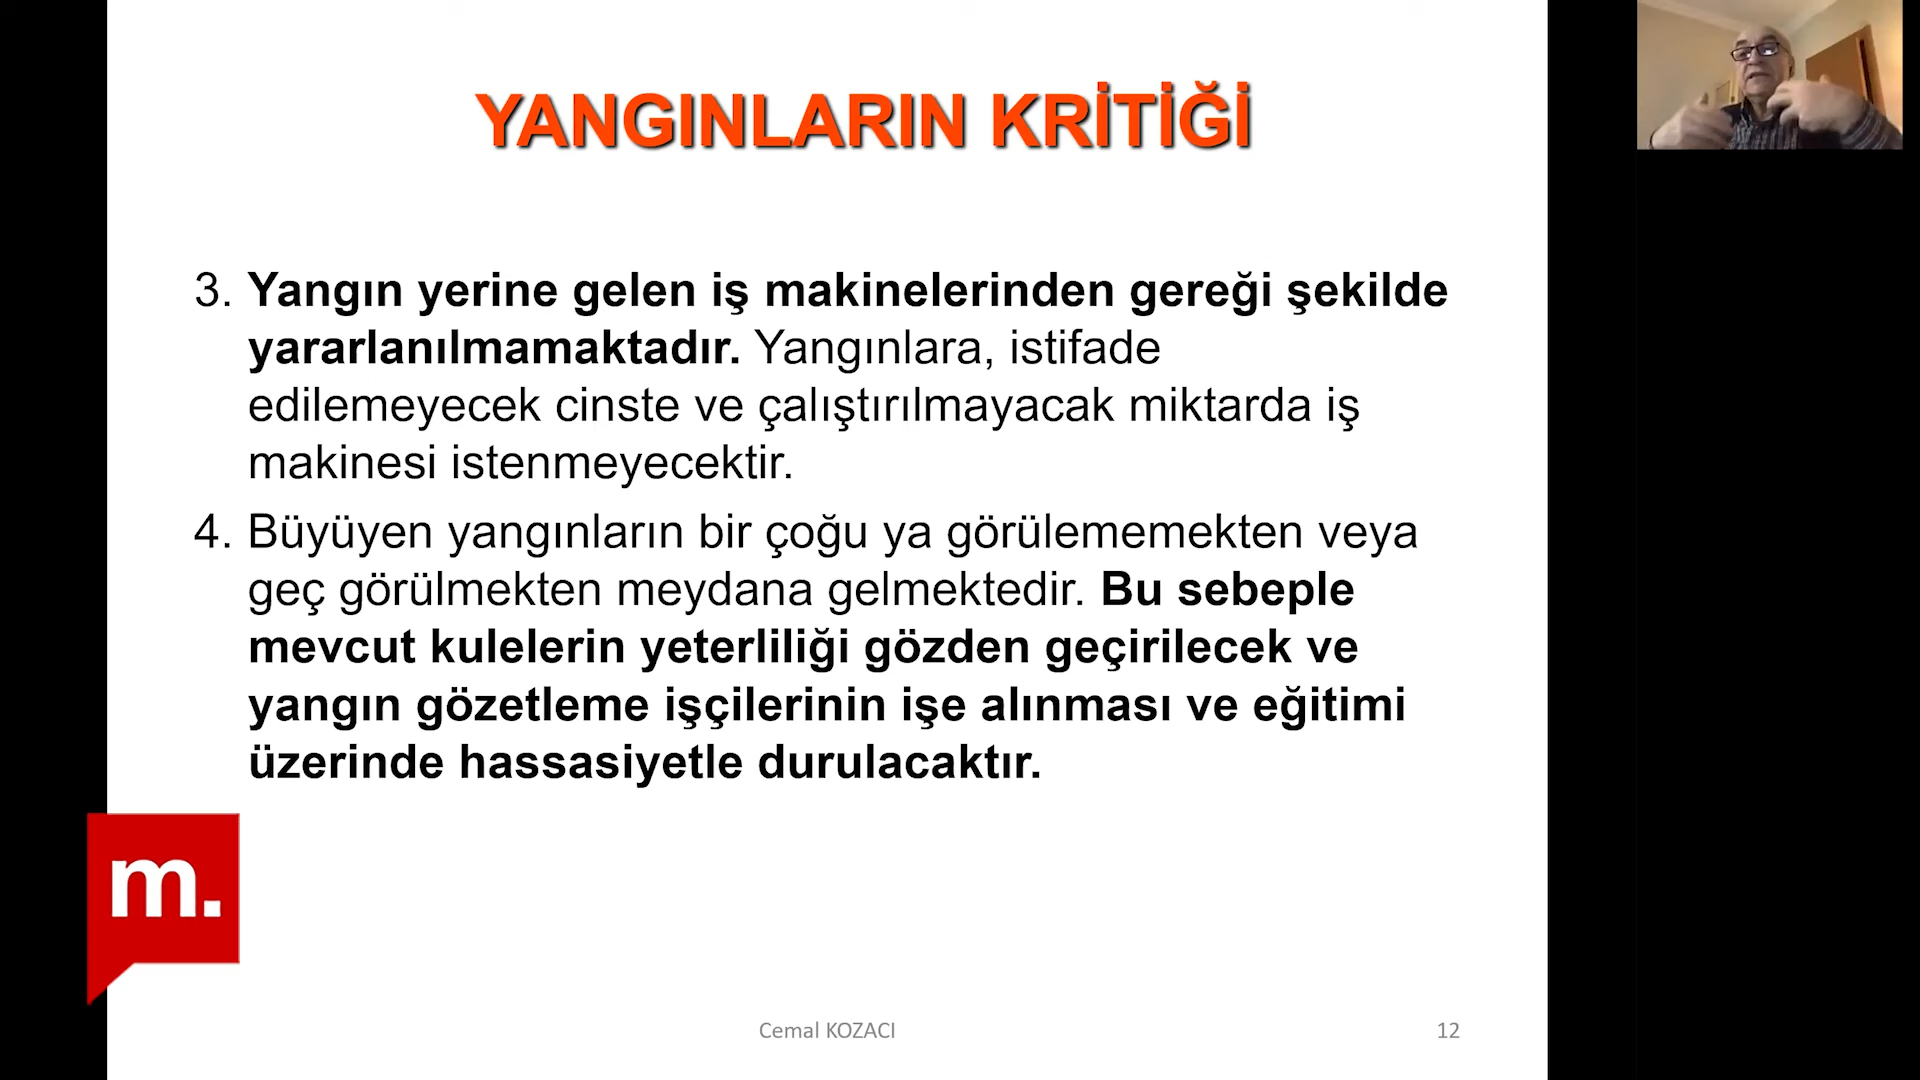 YANGINLARIN KRİTİĞİ
3. Yangın yerine gelen iş makinelerinden gereği şekilde
yararlanılmamaktadır. Yangınlara, istifade
edilemeyecek cinste ve çalıştırılmayacak miktarda iş
makinesi istenmeyecektir.
4. Büyüyen yangınların bir çoğu ya görülememekten veya
geç görülmekten meydana gelmektedir. Bu sebeple
mevcut kulelerin yeterliliği gözden geçirilecek ve
yangın gözetleme işçilerinin işe alınması ve eğitimi
üzerinde hassasiyetle durulacaktır.
m.
Cemal KOZACI
12